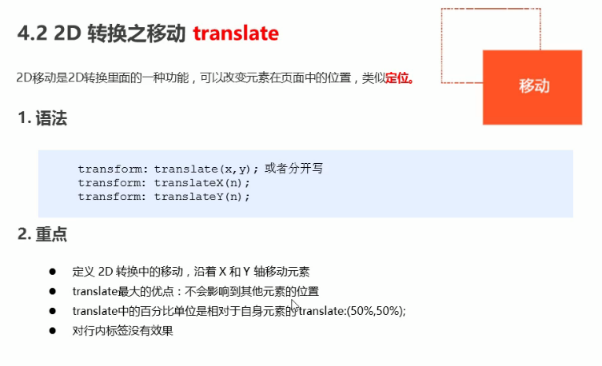 4.2 2D 转换之移动 translate
移动
2D移动是2D转换里面的一种功能，可以改变元素在页面中的位置，类似定位。
1. 语法
transform: translate(x,y); 或者分开写
transform: translateX(n);
transform: translateY(n);
2. 重点
● 定义 2D 转换中的移动，沿着 X 和 Y 轴移动元素
● translate最大的优点：不会影响到其他元素的位置
● translate中的百分比单位是相对于自身元素的 translate:(50%,50%);
● 对行内标签没有效果